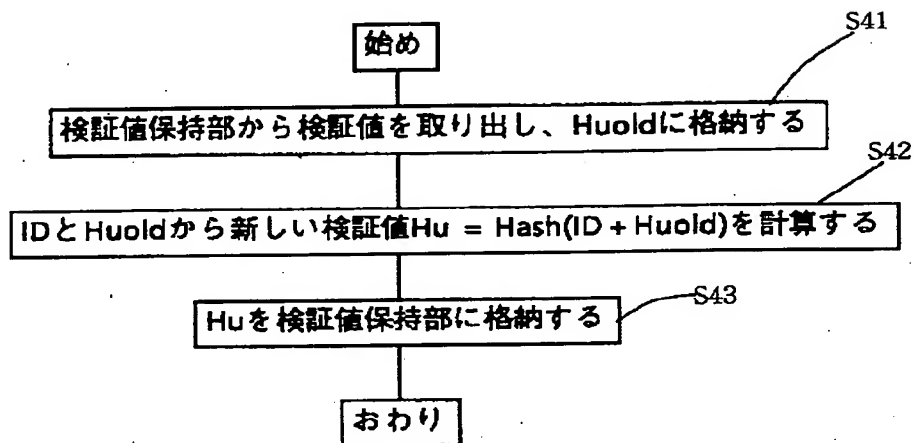 S41
始め
検証値保持部から検証値を取り出し、Huoldに格納する
S42
IDとHuoldから新しい検証値Hu = Hash(ID + Huold)を計算する
S43
Huを検証値保持部に格納する
おわり